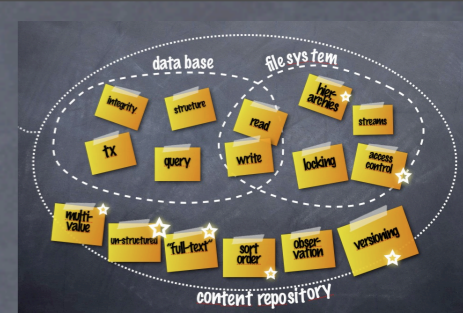 data base
file system
integrity
structure
read
hier-
archies
streams
tx
query
write
locking
access
control
multi-
value
un-structured
"full-text"
sort
order
obser-
vation
versioning
content repository